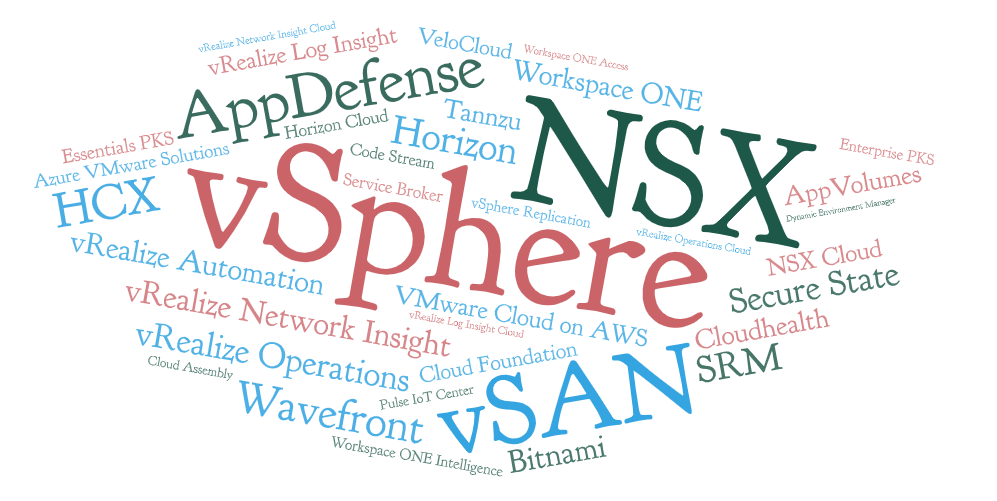 vRealize Network Insight Cloud
vRealize Log Insight
VeloCloud
Workspace ONE Access
AppDefense
Workspace ONE
Horizon Cloud
Tannzu
NSX
Essentials PKS
Horizon
Code Stream
Enterprise PKS
Azure VMware Solutions
HCX
vSphere
Service Broker
AppVolumes
vSphere Replication
Dynamic Environment Manager
vRealize Operations Cloud
vRealize Automation
NSX Cloud
Secure State
vRealize Network Insight
VMware Cloud on AWS
vRealize Log Insight Cloud
Cloudhealth
vRealize Operations
Cloud Foundation
SRM
Cloud Assembly
Pulse IoT Center
vSAN
Wavefront
Workspace ONE Intelligence
Bitnami